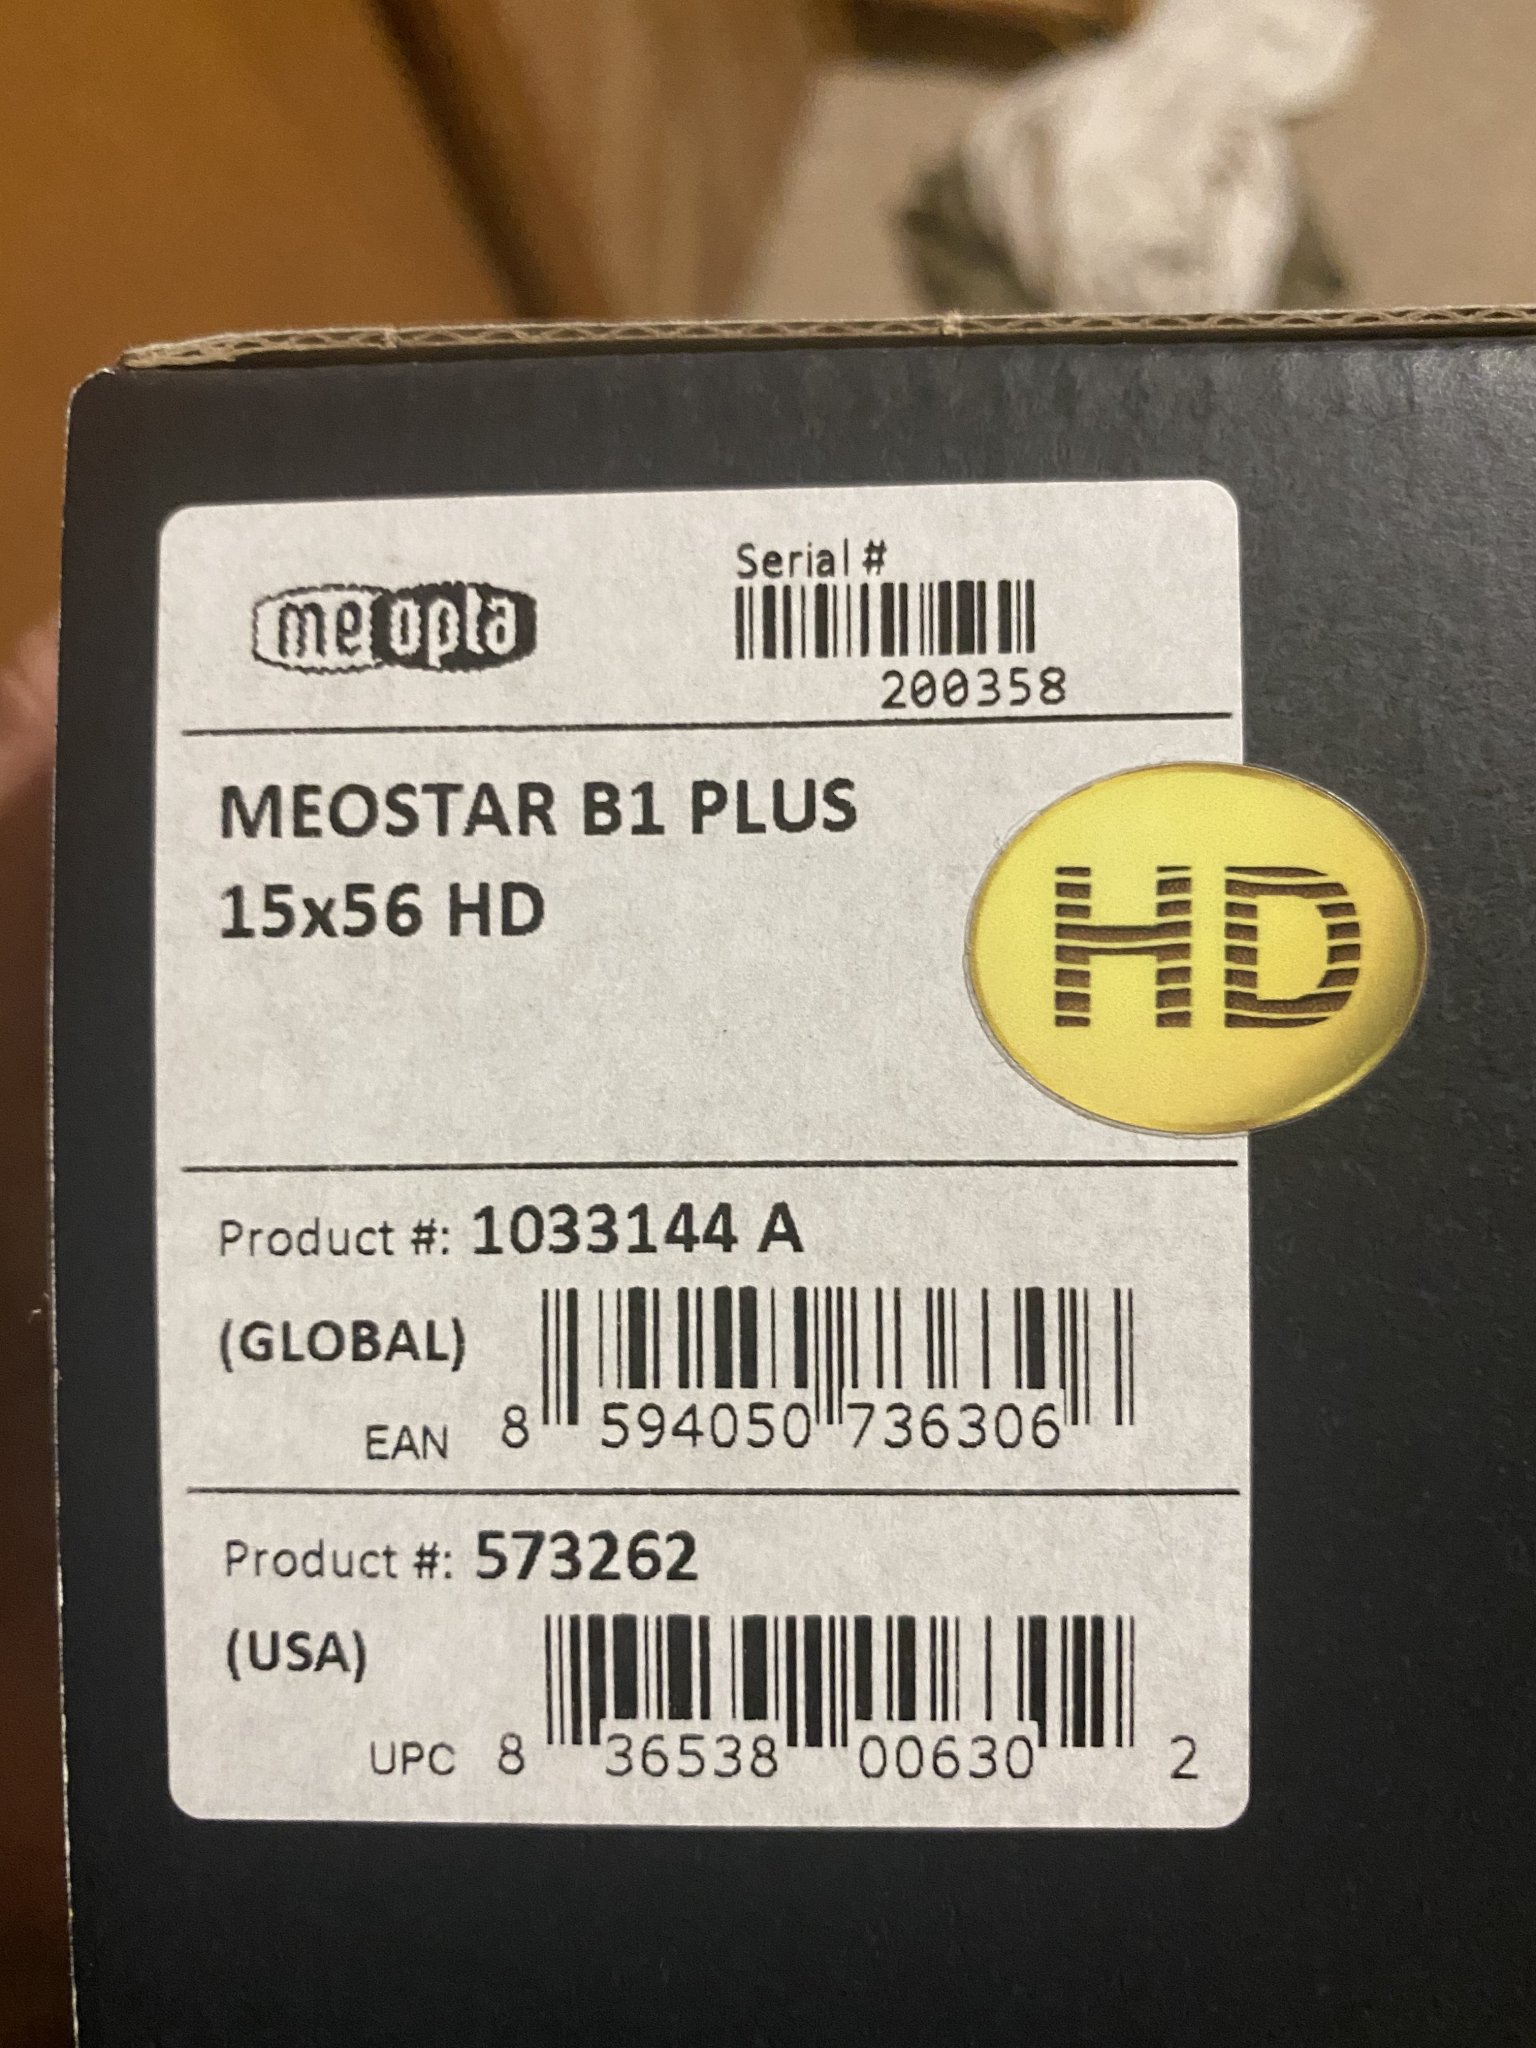 meopta
Serial #
200358
MEOSTAR B1 PLUS
15x56 HD
HD
Product #: 1033144 A
(GLOBAL)
EAN 8 594050 736306
Product #: 573262
(USA)
UPC 8 36538 00630 2